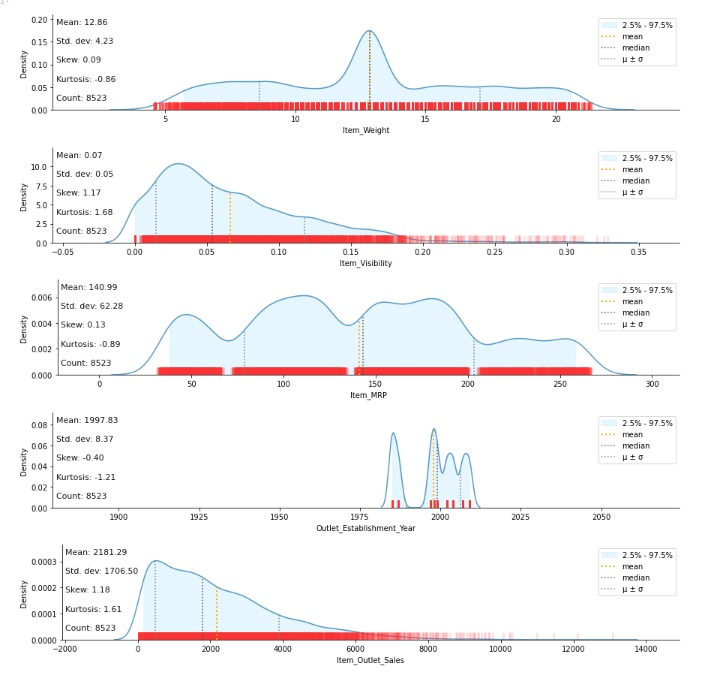 Mean: 12.86
Std. dev: 4.23
Skew: 0.09
Kurtosis: -0.86
Count: 8523
2.5% - 97.5%
mean
median
μ ± σ
Density
0.20
0.15
0.10
0.05
0.00
5
10
15
20
Item_Weight
Mean: 0.07
Std. dev: 0.05
Skew: 1.17
Kurtosis: 1.68
Count: 8523
2.5% - 97.5%
mean
median
μ ± σ
Density
10.0
7.5
5.0
2.5
0.0
−0.05
0.00
0.05
0.10
0.15
0.20
0.25
0.30
0.35
Item_Visibility
Mean: 140.99
Std. dev: 62.28
Skew: 0.13
Kurtosis: -0.89
Count: 8523
2.5% - 97.5%
mean
median
μ ± σ
Density
0.006
0.004
0.002
0.000
0
50
100
150
200
250
300
Item_MRP
Mean: 1997.83
Std. dev: 8.37
Skew: -0.40
Kurtosis: -1.21
Count: 8523
2.5% - 97.5%
mean
median
μ ± σ
Density
0.08
0.06
0.04
0.02
0.00
1900
1925
1950
1975
2000
2025
2050
Outlet_Establishment_Year
Mean: 2181.29
Std. dev: 1706.50
Skew: 1.18
Kurtosis: 1.61
Count: 8523
2.5% - 97.5%
mean
median
μ ± σ
Density
0.0003
0.0002
0.0001
0.0000
−2000
0
2000
4000
6000
8000
10000
12000
14000
Item_Outlet_Sales